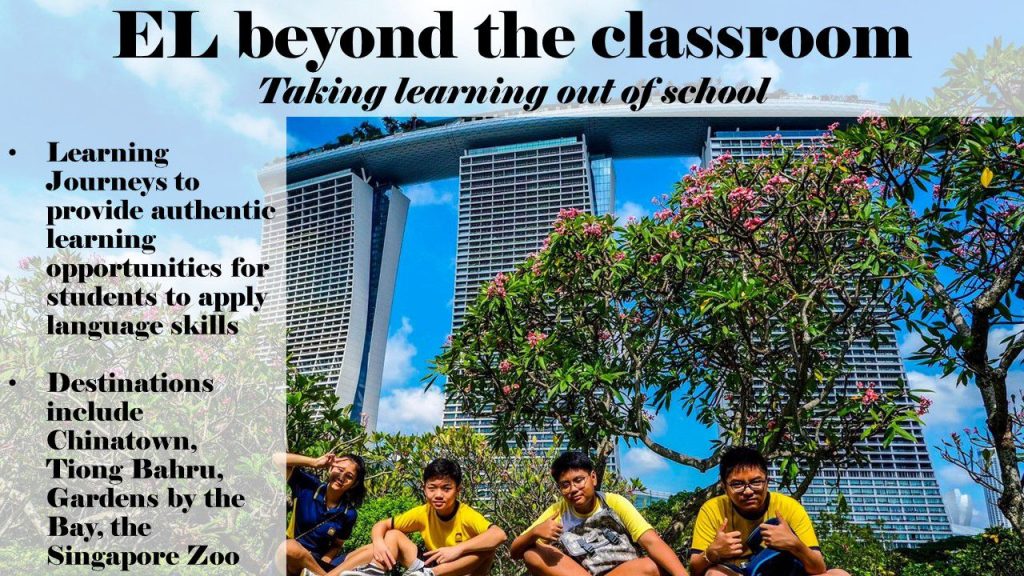 EL beyond the classroom
Taking learning out of school
• Learning
Journeys to
provide authentic
learning
opportunities for
students to apply
language skills
• Destinations
include
Chinatown,
Tiong Bahru,
Gardens by the
Bay, the
Singapore Zoo